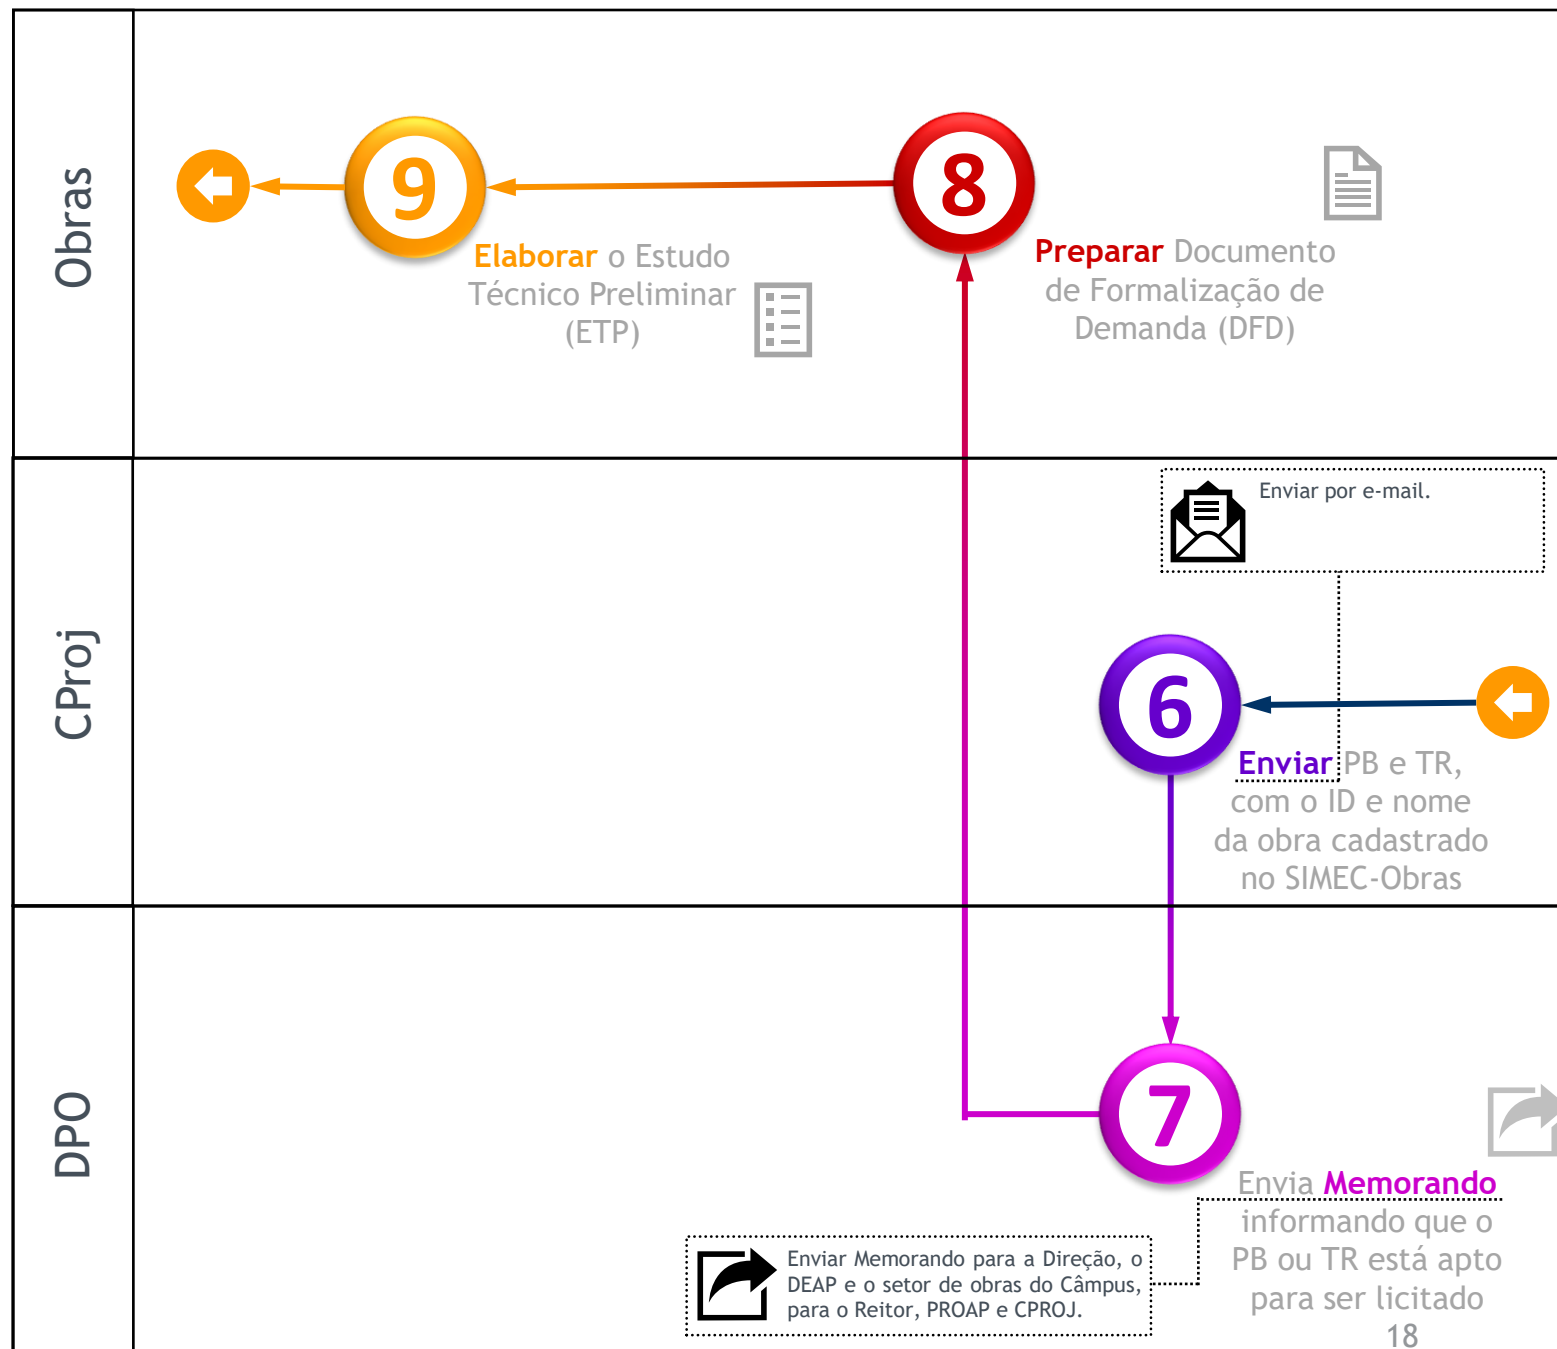 Obras
9
Elaborar o Estudo
Técnico Preliminar
(ETP)
8
Preparar Documento
de Formalização de
Demanda (DFD)
CProj
Enviar por e-mail.
6
Enviar PB e TR,
com o ID e nome
da obra cadastrado
no SIMEC-Obras
DPO
7
Envia Memorando
informando que o
PB ou TR está apto
para ser licitado
Enviar Memorando para a Direção, o
DEAP e o setor de obras do Câmpus,
para o Reitor, PROAP e CPROJ.
18